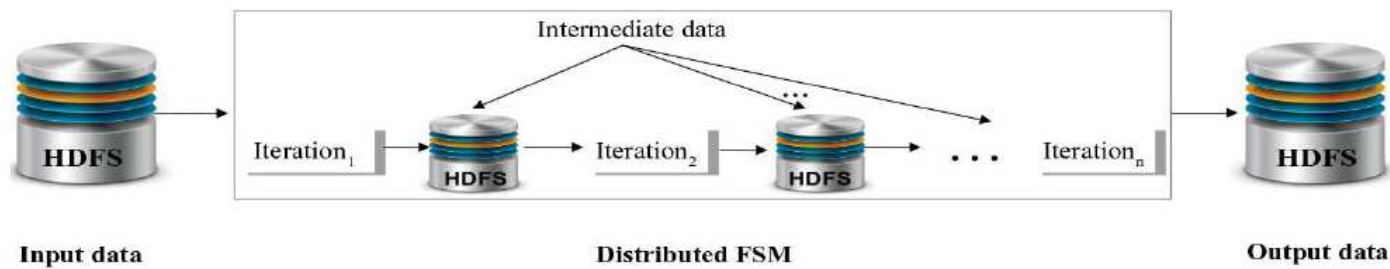 Intermediate data
...
HDFS
Iteration1
HDFS
Iteration2
HDFS
...
Iterationn
HDFS
Input data
Distributed FSM
Output data